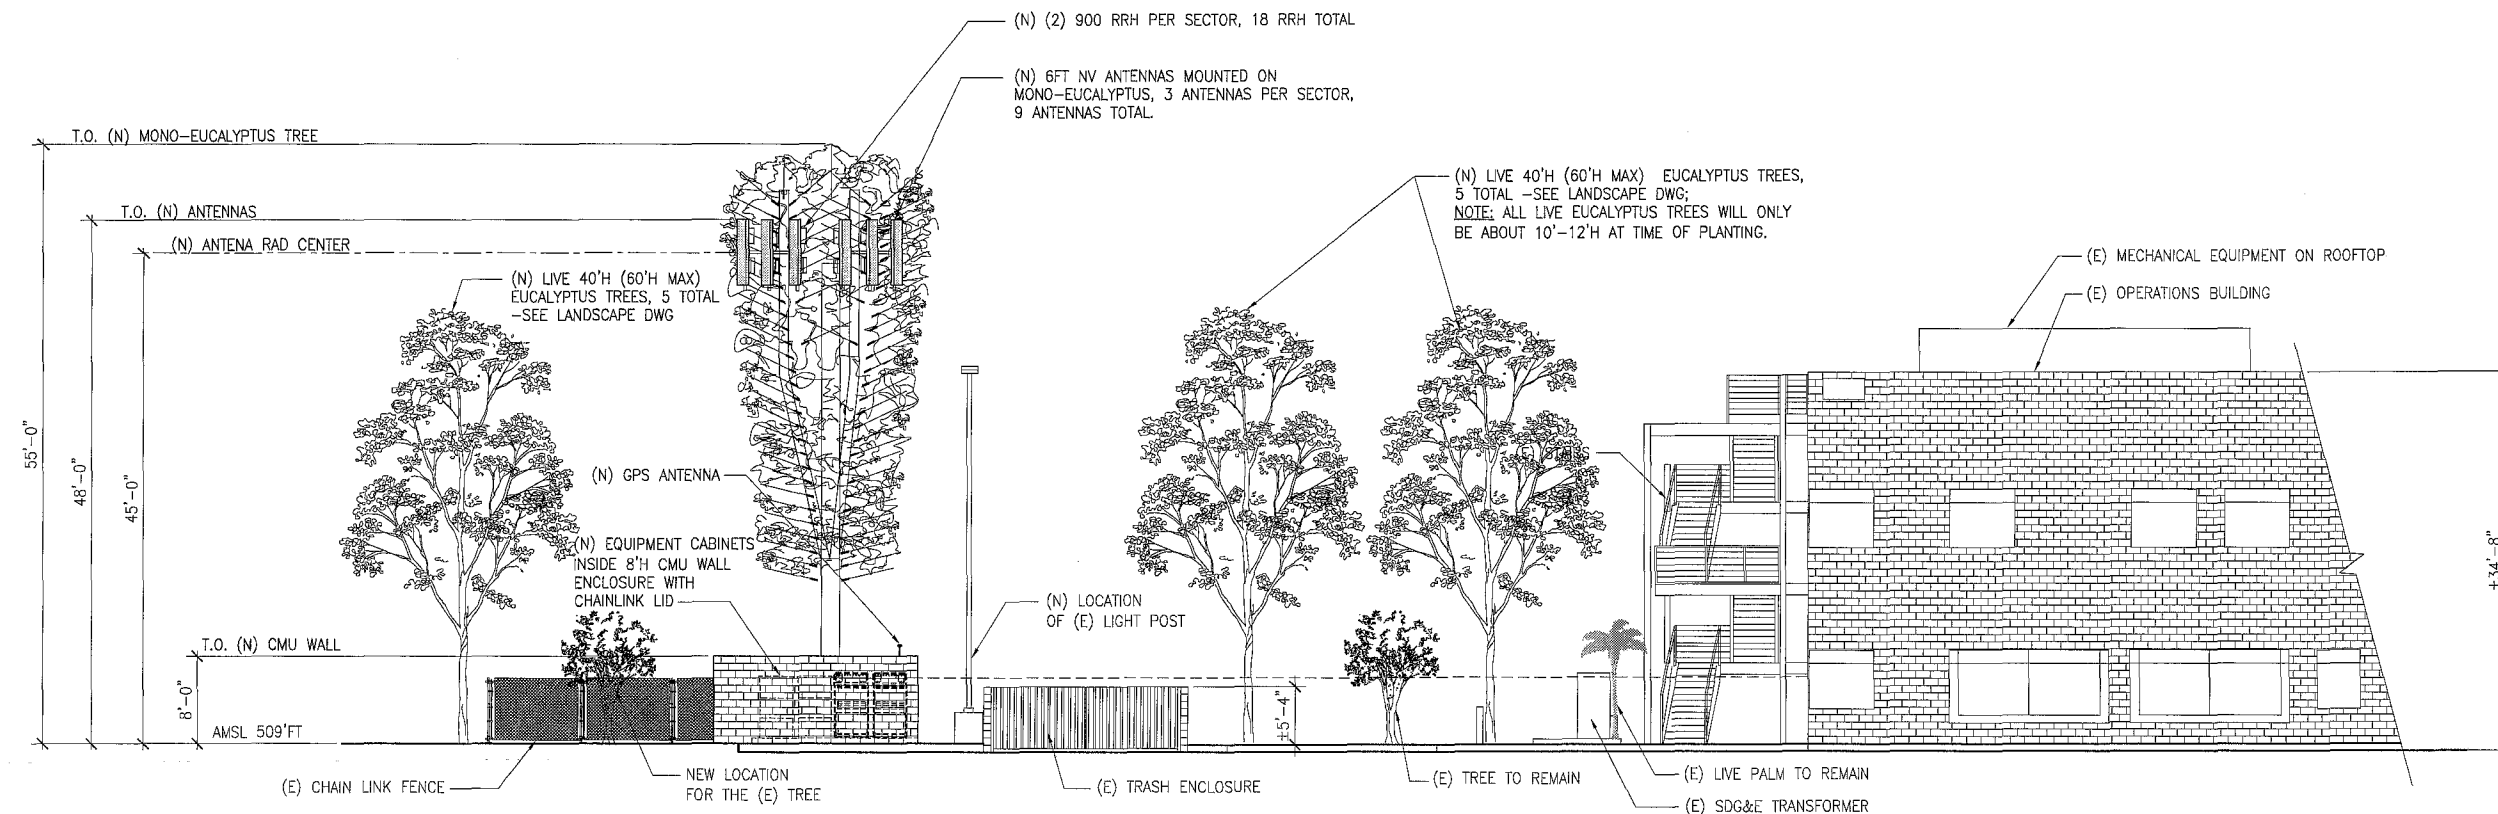 (N) (2) 900 RRH PER SECTOR, 18 RRH TOTAL
(N) 6FT NV ANTENNAS MOUNTED ON
MONO-EUCALYPTUS, 3 ANTENNAS PER SECTOR,
9 ANTENNAS TOTAL.
T.O. (N) MONO-EUCALYPTUS TREE
T.O. (N) ANTENNAS
(N) ANTENA RAD CENTER
(N) LIVE 40'H (60'H MAX)
EUCALYPTUS TREES, 5 TOTAL
-SEE LANDSCAPE DWG
(N) LIVE 40'H (60'H MAX) EUCALYPTUS TREES,
5 TOTAL -SEE LANDSCAPE DWG;
NOTE: ALL LIVE EUCALYPTUS TREES WILL ONLY
BE ABOUT 10'-12'H AT TIME OF PLANTING.
(E) MECHANICAL EQUIPMENT ON ROOFTOP
(E) OPERATIONS BUILDING
55'-0"
48'-0"
45'-0"
(N) GPS ANTENNA
(E) STAIRS
(N) EQUIPMENT CABINETS
INSIDE 8'H CMU WALL
ENCLOSURE WITH
CHAINLINK LID
(N) LOCATION
OF (E) LIGHT POST
±34'-8"
T.O. (N) CMU WALL
8'-0"
AMSL 509'FT
±5'-4"
(E) CHAIN LINK FENCE
NEW LOCATION
FOR THE (E) TREE
(E) TRASH ENCLOSURE
(E) TREE TO REMAIN
(E) LIVE PALM TO REMAIN
(E) SDG&E TRANSFORMER